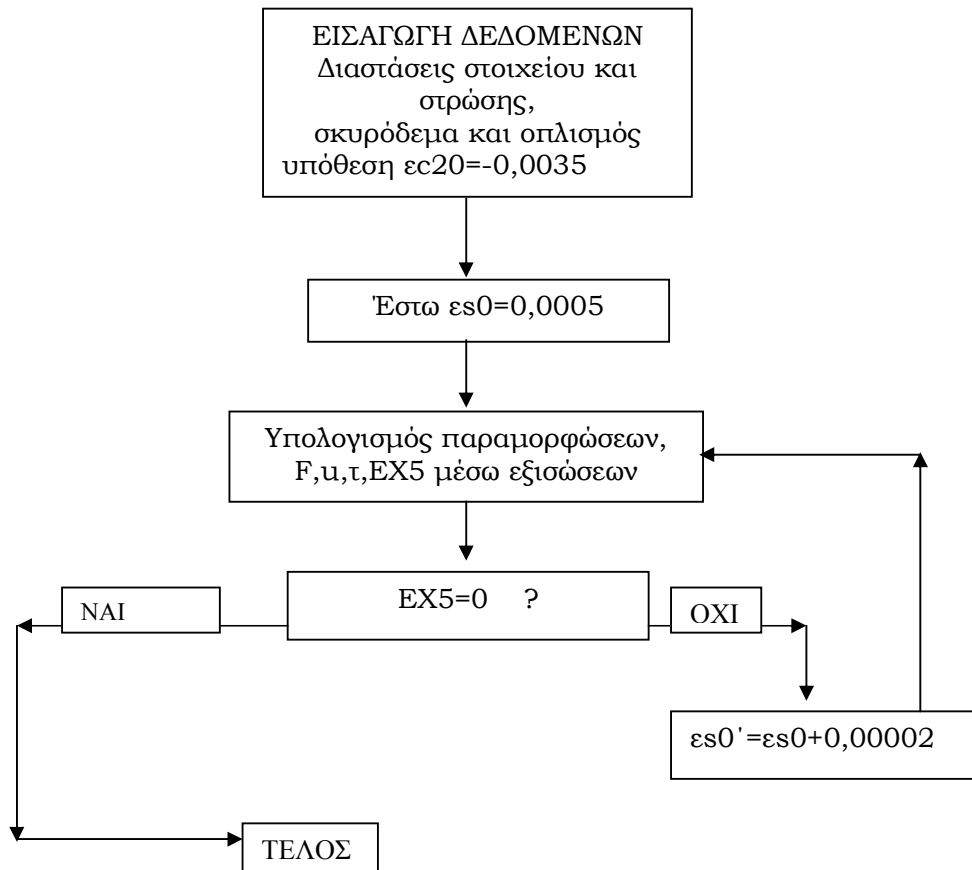 ΕΙΣΑΓΩΓΗ ΔΕΔΟΜΕΝΩΝ
Διαστάσεις στοιχείου και
στρώσης,
σκυρόδεμα και οπλισμός
υπόθεση εc20=-0,0035
Έστω εs0=0,0005
Υπολογισμός παραμορφώσεων,
F,u,τ,EX5 μέσω εξισώσεων
EX5=0 ?
ΝΑΙ
ΟΧΙ
εs0΄=εs0+0,00002
ΤΕΛΟΣ